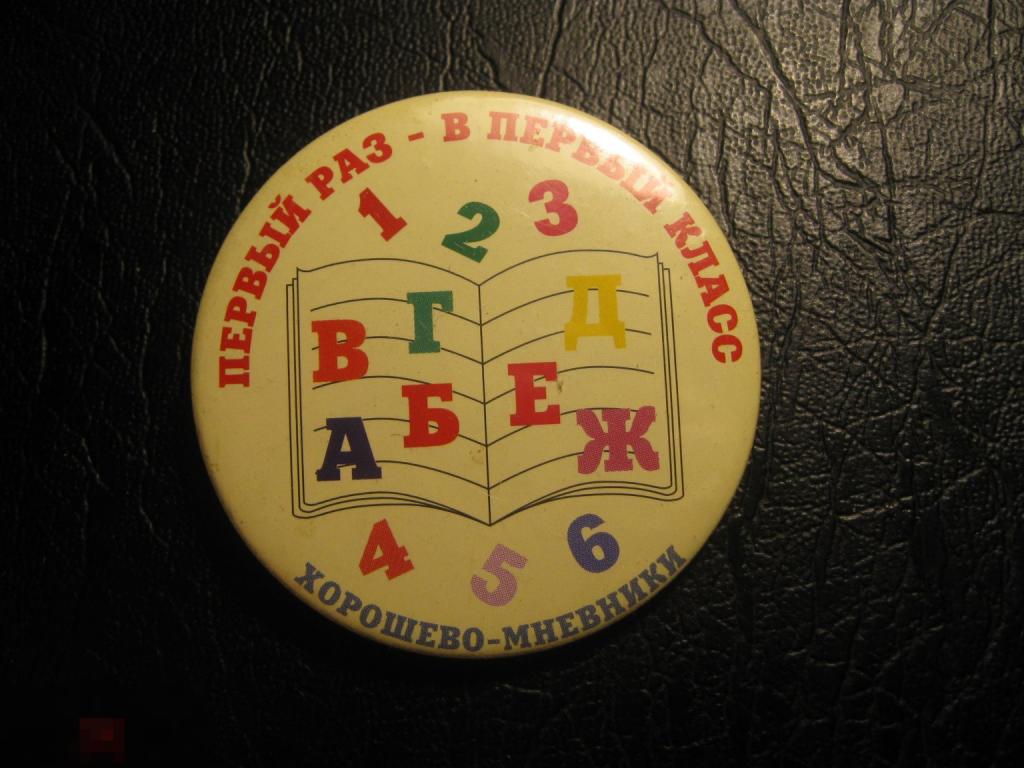 ПЕРВЫЙ РАЗ - В ПЕРВЫЙ КЛАСС
1 2 3
Г Д
В Е
А Б Ж
4 5 6
ХОРОШЕВО-МНЕВНИКИ